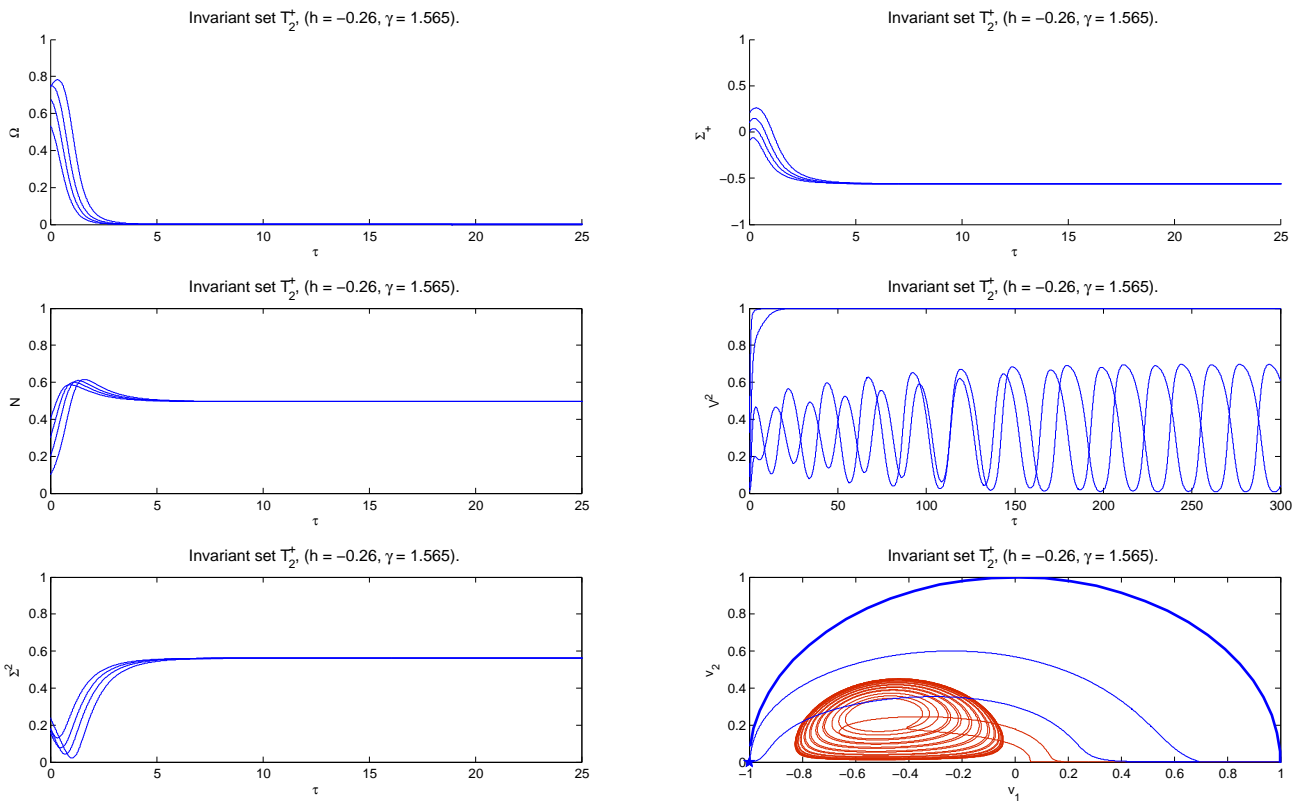 Invariant set T₂⁺, (h = −0.26, γ = 1.565).
1
0.8
0.6
0.4
0.2
0
Ω
0 5 10 15 20 25
τ
Invariant set T₂⁺, (h = −0.26, γ = 1.565).
1
0.5
0
−0.5
−1
Σ₊
0 5 10 15 20 25
τ
Invariant set T₂⁺, (h = −0.26, γ = 1.565).
1
0.8
0.6
0.4
0.2
0
N
0 5 10 15 20 25
τ
Invariant set T₂⁺, (h = −0.26, γ = 1.565).
1
0.8
0.6
0.4
0.2
0
V²
0 50 100 150 200 250 300
τ
Invariant set T₂⁺, (h = −0.26, γ = 1.565).
1
0.8
0.6
0.4
0.2
0
Σ²
0 5 10 15 20 25
τ
Invariant set T₂⁺, (h = −0.26, γ = 1.565).
1
0.8
0.6
0.4
0.2
0
v₂
−1 −0.8 −0.6 −0.4 −0.2 0 0.2 0.4 0.6 0.8 1
v₁